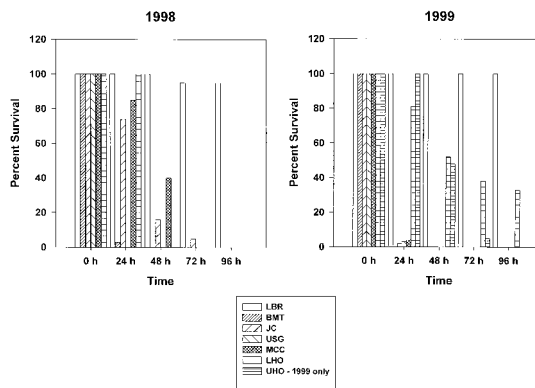 1998
1999
120
100
80
60
40
20
0
Percent Survival
0 h 24 h 48 h 72 h 96 h
Time
120
100
80
60
40
20
0
Percent Survival
0 h 24 h 48 h 72 h 96 h
Time
LBR
BMT
JC
USG
MCC
LHO
UHO - 1999 only